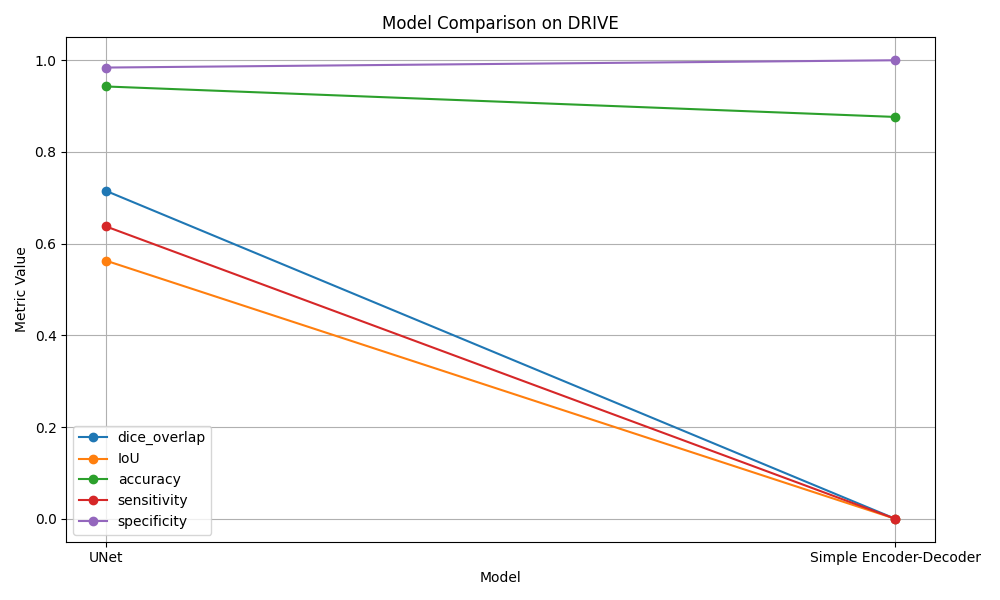 Model Comparison on DRIVE
Metric Value
1.0
0.8
0.6
0.4
0.2
0.0
dice_overlap
IoU
accuracy
sensitivity
specificity
UNet
Simple Encoder-Decoder
Model